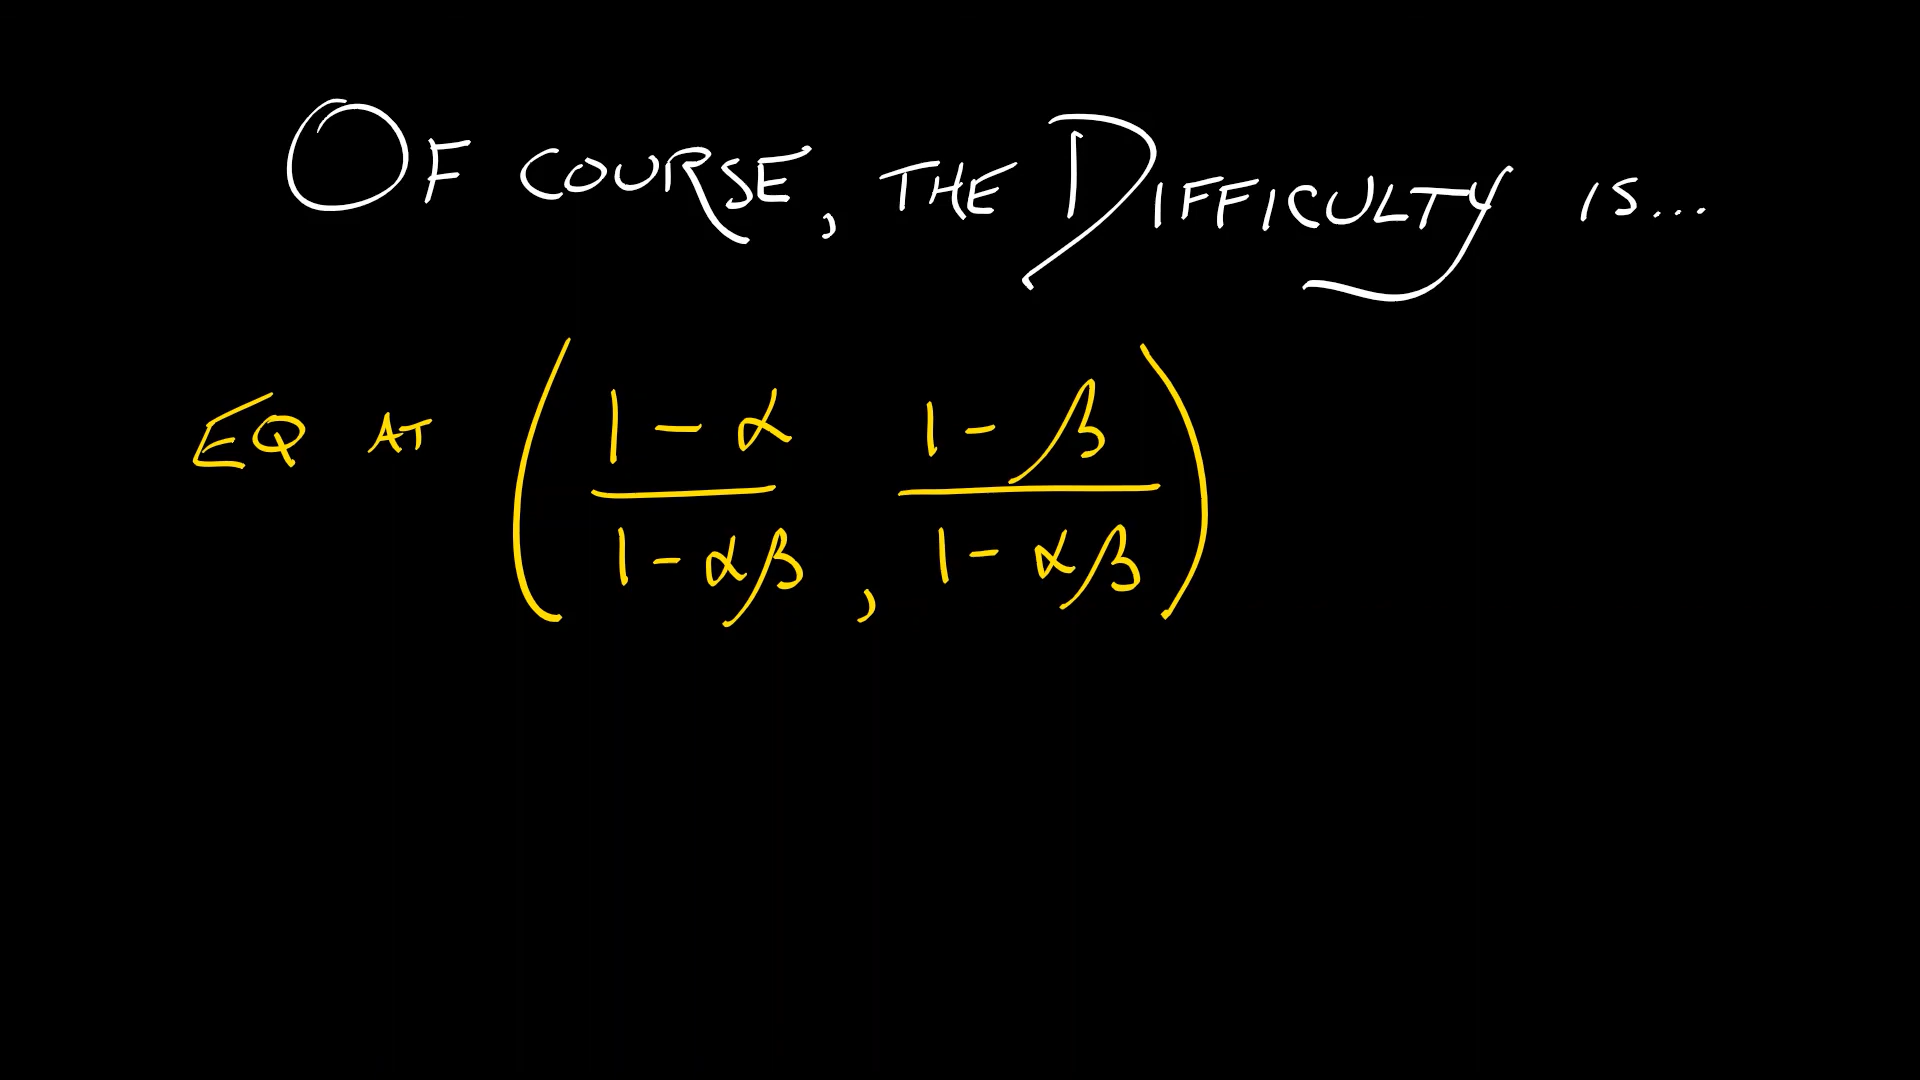 OF COURSE, THE DIFFICULTY IS...
EQ AT ( (1-α)/(1-αβ) , (1-β)/(1-αβ) )